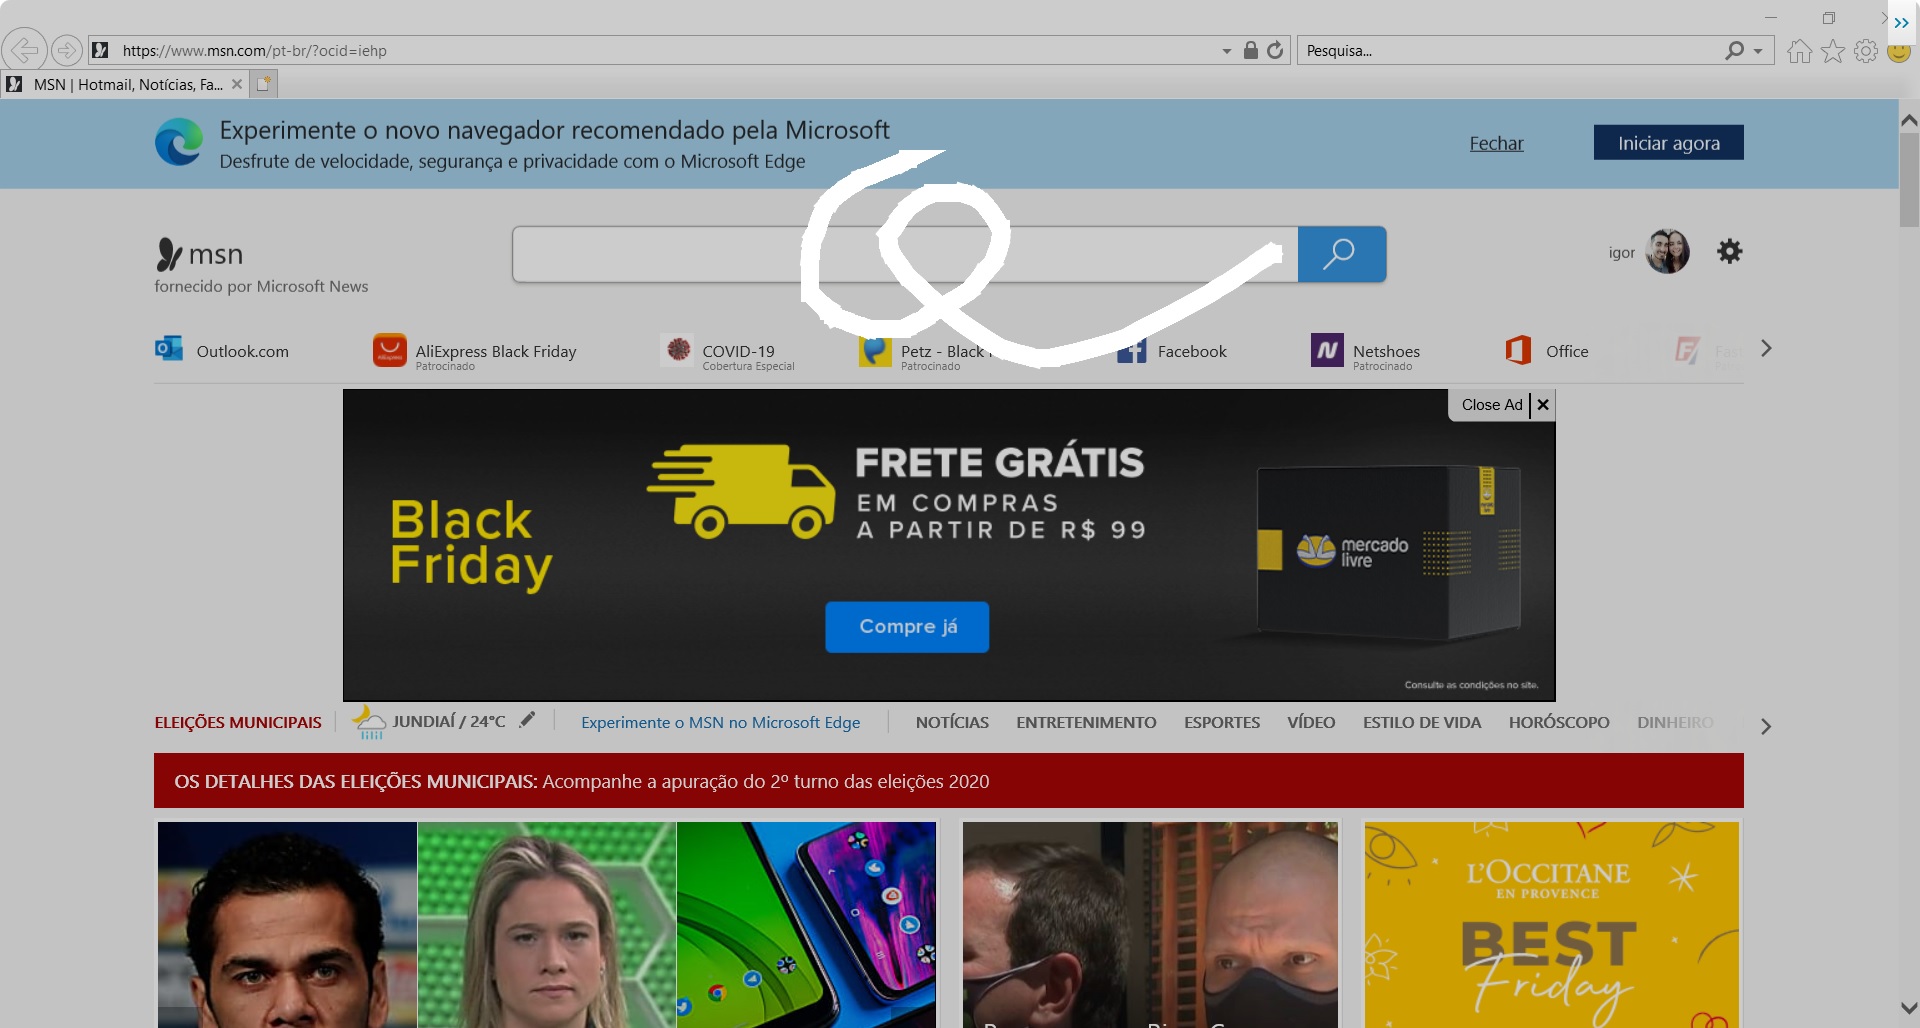 https://www.msn.com/pt-br/?ocid=iehp
Pesquisa...
MSN | Hotmail, Notícias, Fa...
Experimente o novo navegador recomendado pela Microsoft
Desfrute de velocidade, segurança e privacidade com o Microsoft Edge
Fechar
Iniciar agora
msn
fornecido por Microsoft News
igor
Outlook.com
AliExpress Black Friday
Patrocinado
COVID-19
Cobertura Especial
Petz - Black
Patrocinado
Facebook
Netshoes
Patrocinado
Office
Close Ad
Black
Friday
FRETE GRÁTIS
EM COMPRAS
A PARTIR DE R$ 99
Compre já
mercado
livre
Consulte as condições no site.
ELEIÇÕES MUNICIPAIS
JUNDIAÍ / 24°C
Experimente o MSN no Microsoft Edge
NOTÍCIAS
ENTRETENIMENTO
ESPORTES
VÍDEO
ESTILO DE VIDA
HORÓSCOPO
DINHEIRO
OS DETALHES DAS ELEIÇÕES MUNICIPAIS: Acompanhe a apuração do 2º turno das eleições 2020
L'OCCITANE
EN PROVENCE
BEST
Friday